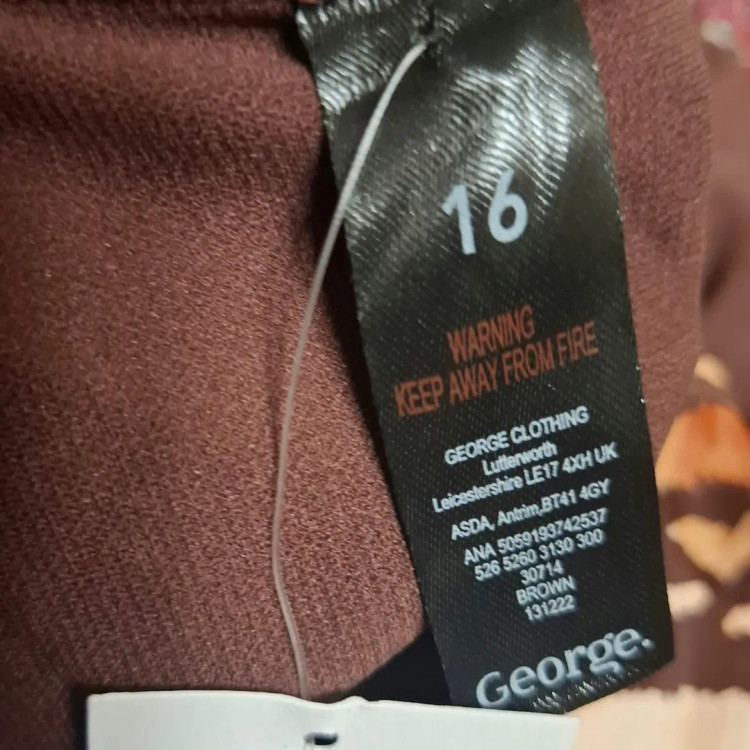 16
WARNING
KEEP AWAY FROM FIRE
GEORGE CLOTHING
Lutterworth
Leicestershire LE17 4XH UK
ASDA, Antrim,BT41 4GY
ANA 5059193742537
526 5260 3130 300
30714
BROWN
131222
George.